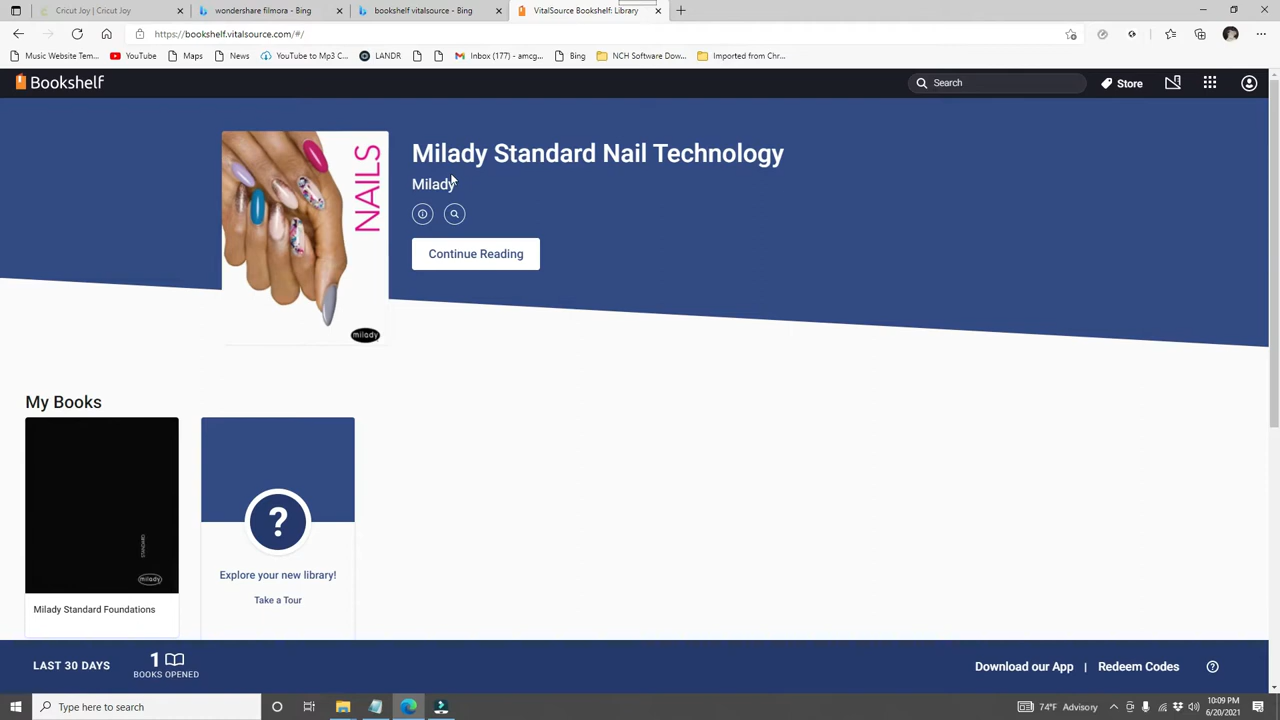 Cricut Joy | Cricut Joy
wondershare filmora - Bing
bookshelf vitalsource - Bing
VitalSource Bookshelf: Library
https://bookshelf.vitalsource.com/#/
Music Website Tem...
YouTube
Maps
News
YouTube to Mp3 C...
LANDR
Inbox (177) - amcg...
Bing
NCH Software Dow...
Imported from Chr...
Bookshelf
Search
Store
NAILS
milady
Milady Standard Nail Technology
Milady
Continue Reading
My Books
STANDARD
milady
Milady Standard Foundations
?
Explore your new library!
Take a Tour
LAST 30 DAYS
1
BOOKS OPENED
Download our App | Redeem Codes
Type here to search
74°F Advisory
10:09 PM
6/20/2021